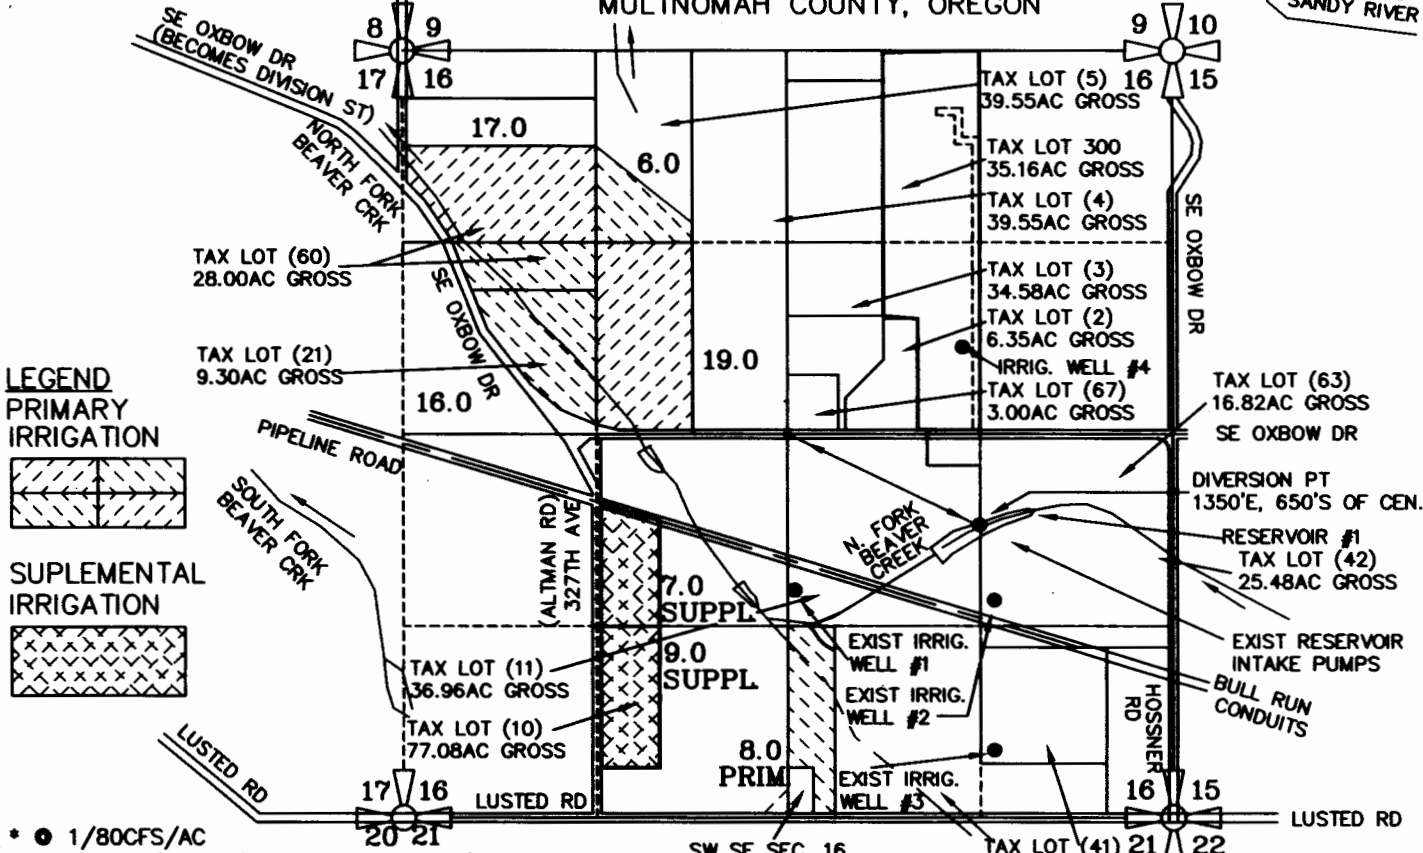 MULTNOMAH COUNTY, OREGON
SANDY RIVER
8 9
17 16
9 10
16 15
SE OXBOW DR
(BECOMES DIVISION ST)
NORTH FORK
BEAVER CRK
17.0
6.0
TAX LOT (5)
39.55AC GROSS
TAX LOT 300
35.16AC GROSS
TAX LOT (4)
39.55AC GROSS
TAX LOT (3)
34.58AC GROSS
TAX LOT (2)
6.35AC GROSS
IRRIG. WELL #4
TAX LOT (67)
3.00AC GROSS
SE OXBOW DR
TAX LOT (60)
28.00AC GROSS
SE OXBOW DR
TAX LOT (21)
9.30AC GROSS
16.0
19.0
LEGEND
PRIMARY
IRRIGATION
SUPLEMENTAL
IRRIGATION
TAX LOT (63)
16.82AC GROSS
SE OXBOW DR
PIPELINE ROAD
SOUTH FORK
BEAVER CRK
(ALTMAN RD)
327TH AVE
N. FORK
BEAVER
CREEK
DIVERSION PT
1350'E, 650'S OF CEN.
RESERVOIR #1
TAX LOT (42)
25.48AC GROSS
7.0
SUPPL
9.0
SUPPL
TAX LOT (11)
36.96AC GROSS
TAX LOT (10)
77.08AC GROSS
EXIST IRRIG.
WELL #1
EXIST IRRIG.
WELL #2
EXIST RESERVOIR
INTAKE PUMPS
BULL RUN
CONDUITS
HOSSNER
RD
8.0
PRIM
EXIST IRRIG.
WELL #3
LUSTED RD
17 16
20 21
LUSTED RD
16 15
21 22
LUSTED RD
* 1/80CFS/AC
SW SE SEC. 16
TAX LOT (41)